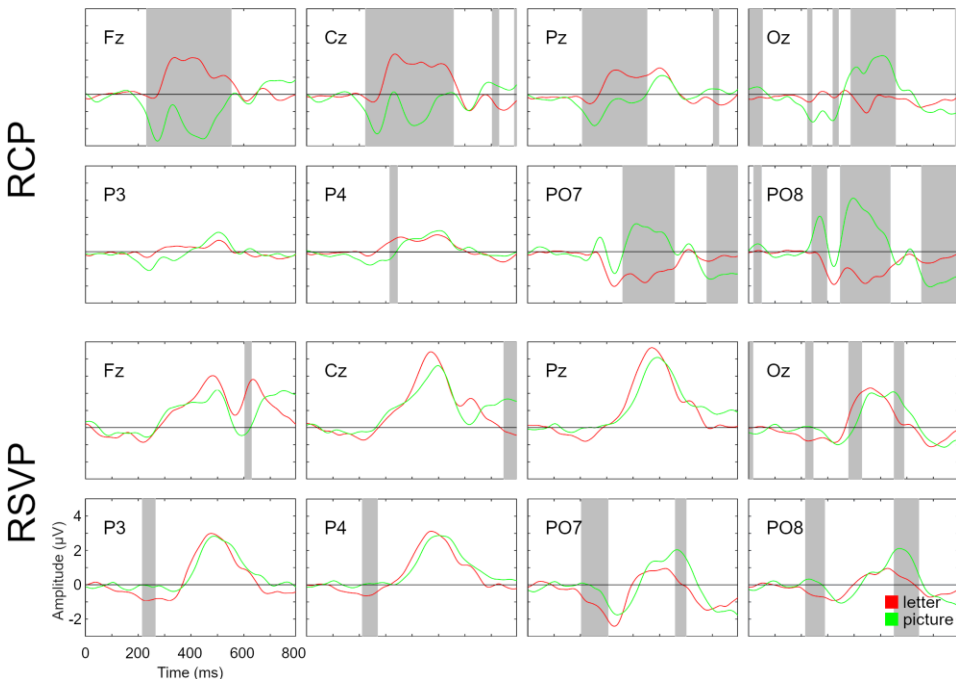 RCP
Fz
Cz
Pz
Oz
P3
P4
PO7
PO8
RSVP
Fz
Cz
Pz
Oz
P3
P4
PO7
PO8
4
2
0
-2
Amplitude (μV)
0 200 400 600 800
Time (ms)
letter
picture